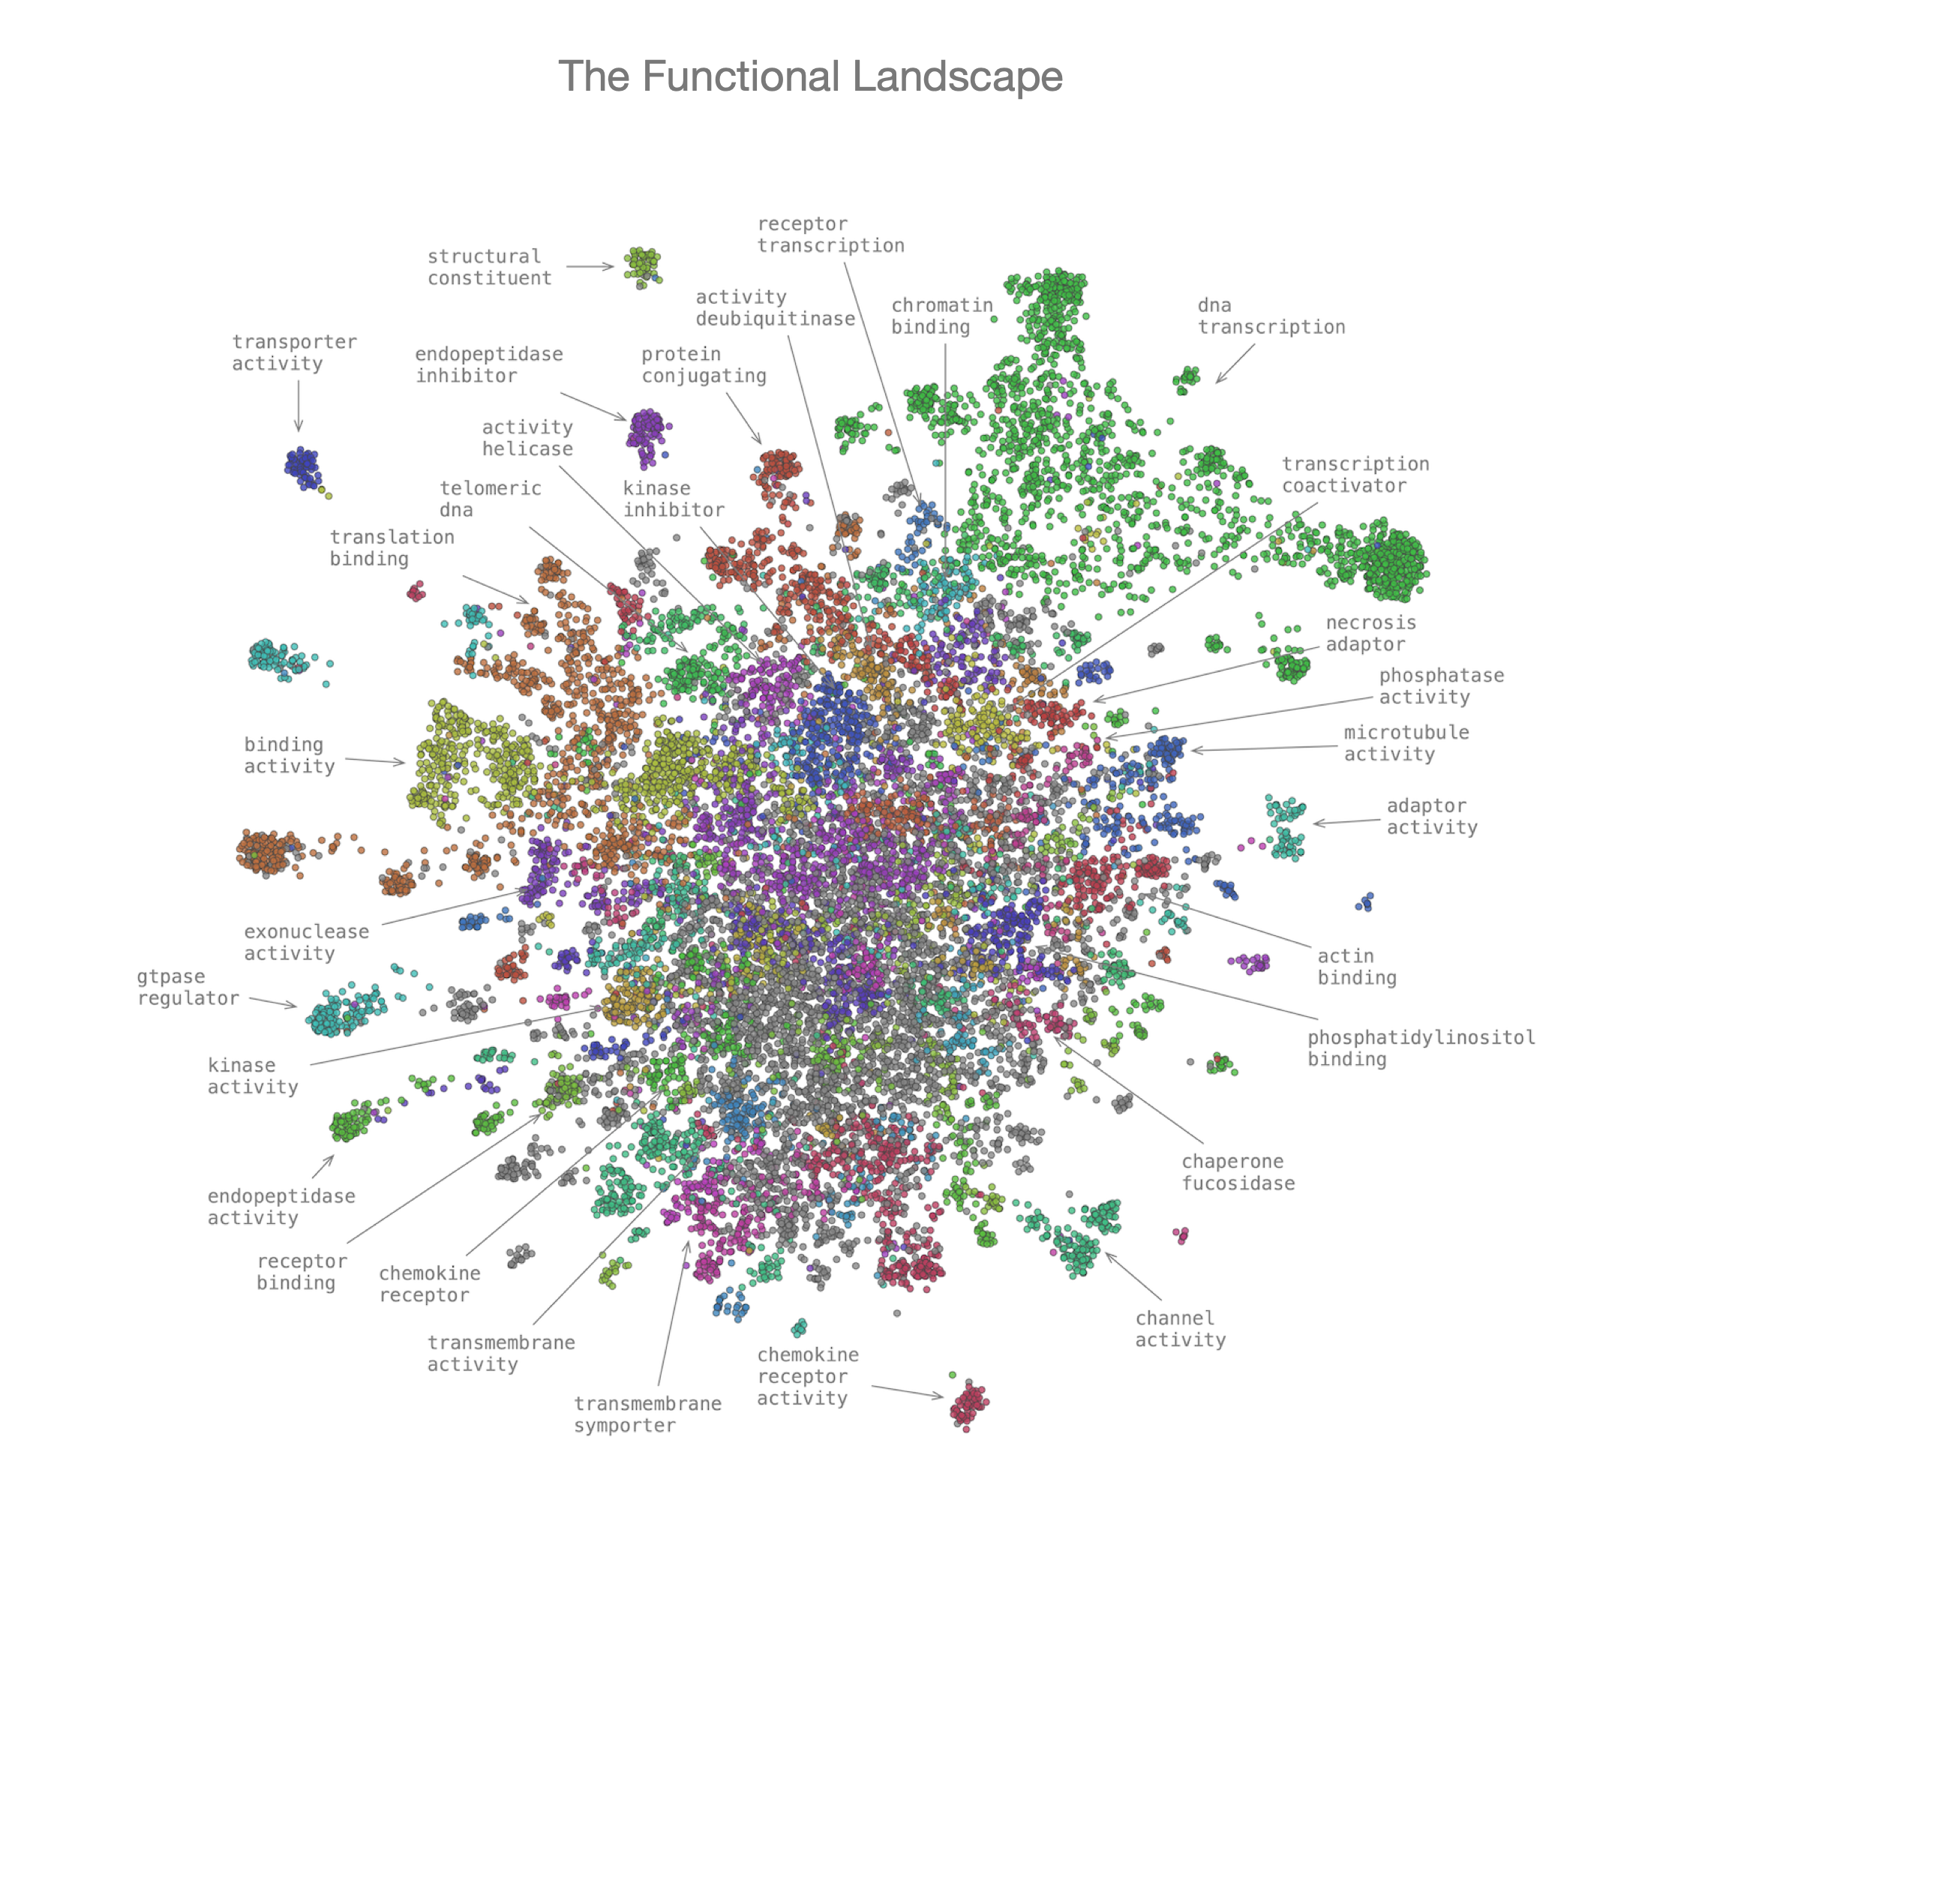 The Functional Landscape
receptor
transcription
structural
constituent
activity
deubiquitinase
chromatin
binding
dna
transcription
transporter
activity
endopeptidase
inhibitor
protein
conjugating
activity
helicase
transcription
coactivator
telomeric
dna
kinase
inhibitor
translation
binding
necrosis
adaptor
phosphatase
activity
microtubule
activity
binding
activity
adaptor
activity
exonuclease
activity
actin
binding
gtpase
regulator
phosphatidylinositol
binding
kinase
activity
chaperone
fucosidase
endopeptidase
activity
receptor
binding
chemokine
receptor
channel
activity
transmembrane
activity
chemokine
receptor
activity
transmembrane
symporter